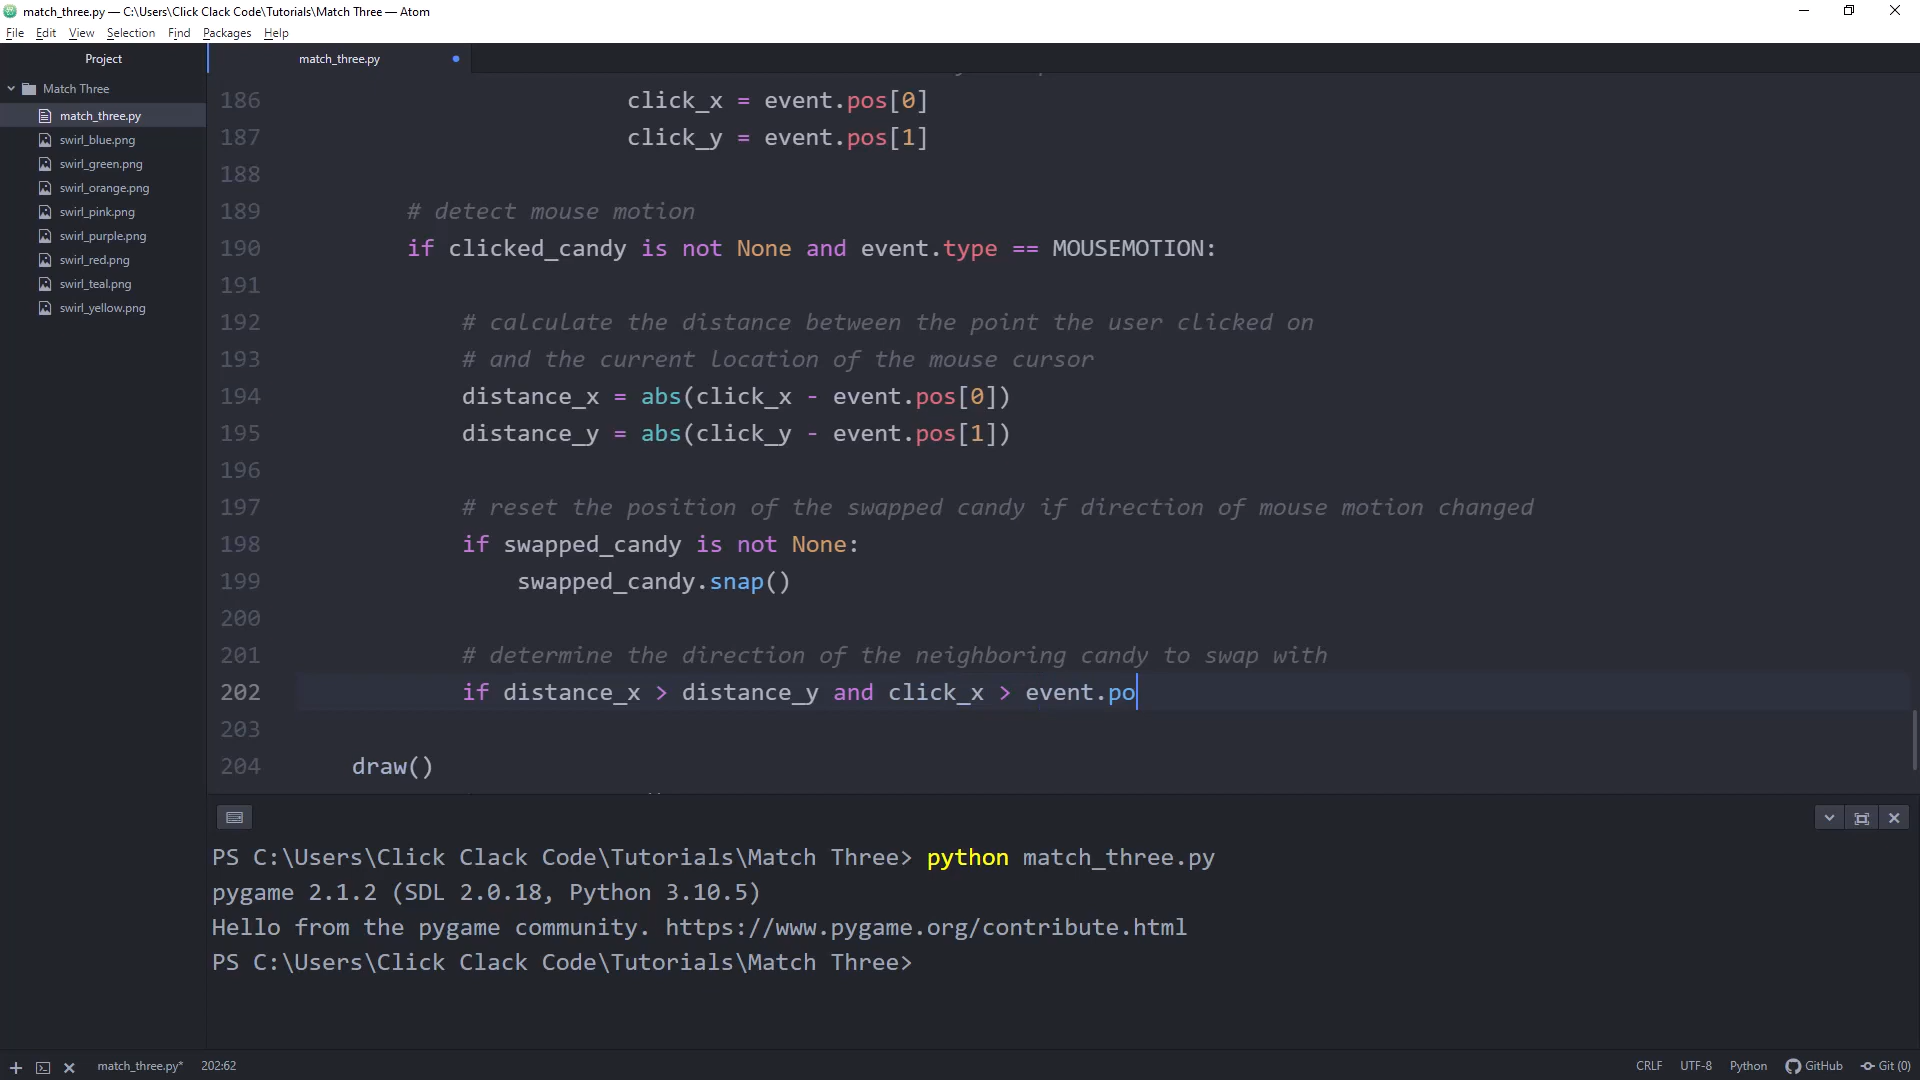 match_three.py — C:\Users\Click Clack Code\Tutorials\Match Three — Atom
File Edit View Selection Find Packages Help
Project
Match Three
match_three.py
swirl_blue.png
swirl_green.png
swirl_orange.png
swirl_pink.png
swirl_purple.png
swirl_red.png
swirl_teal.png
swirl_yellow.png
match_three.py
186 click_x = event.pos[0]
187 click_y = event.pos[1]
188
189 # detect mouse motion
190 if clicked_candy is not None and event.type == MOUSEMOTION:
191
192 # calculate the distance between the point the user clicked on
193 # and the current location of the mouse cursor
194 distance_x = abs(click_x - event.pos[0])
195 distance_y = abs(click_y - event.pos[1])
196
197 # reset the position of the swapped candy if direction of mouse motion changed
198 if swapped_candy is not None:
199 swapped_candy.snap()
200
201 # determine the direction of the neighboring candy to swap with
202 if distance_x > distance_y and click_x > event.po
203
204 draw()
PS C:\Users\Click Clack Code\Tutorials\Match Three> python match_three.py
pygame 2.1.2 (SDL 2.0.18, Python 3.10.5)
Hello from the pygame community. https://www.pygame.org/contribute.html
PS C:\Users\Click Clack Code\Tutorials\Match Three>
match_three.py* 202:62 CRLF UTF-8 Python GitHub Git (0)